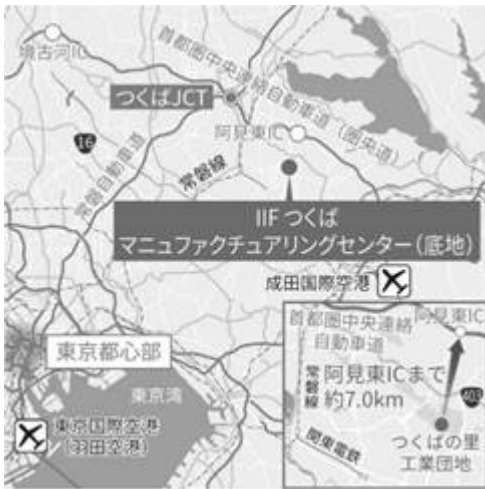 境古河IC
首都圏中央連絡自動車道（圏央道）
つくばJCT
阿見東IC
16
常磐自動車道
常磐線
IIF つくば
マニュファクチュアリングセンター（底地）
成田国際空港
東京都心部
東京湾
東京国際空港
（羽田空港）
阿見東IC
首都圏中央連絡
自動車道
常磐線
阿見東ICまで
約7.0km
403
つくばの里
工業団地
関東電鉄